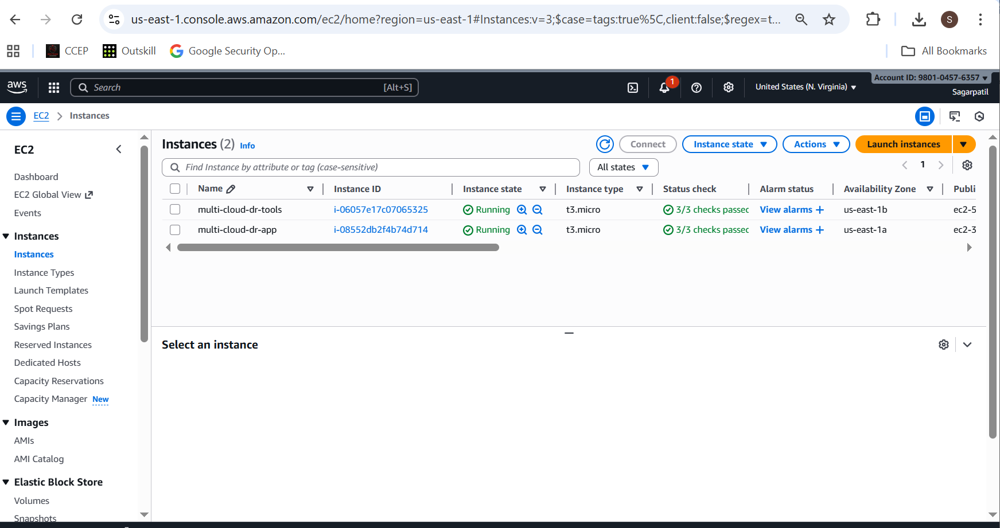 us-east-1.console.aws.amazon.com/ec2/home?region=us-east-1#Instances:v=3;$case=tags:true%5C,client:false;$regex=t...
S
CCEP
Outskill
Google Security Op...
All Bookmarks
aws
Search
[Alt+S]
1
United States (N. Virginia)
Account ID: 9801-0457-6357
Sagarpatil
EC2
Instances
EC2
Dashboard
EC2 Global View
Events
Instances
Instances
Instance Types
Launch Templates
Spot Requests
Savings Plans
Reserved Instances
Dedicated Hosts
Capacity Reservations
Capacity Manager New
Images
AMIs
AMI Catalog
Elastic Block Store
Volumes
Snapshots
Instances (2) Info
Connect
Instance state
Actions
Launch instances
Find Instance by attribute or tag (case-sensitive)
All states
1
Name Instance ID Instance state Instance type Status check Alarm status Availability Zone Publi
multi-cloud-dr-tools i-06057e17c07065325 Running t3.micro 3/3 checks passec View alarms + us-east-1b ec2-5
multi-cloud-dr-app i-08552db2f4b74d714 Running t3.micro 3/3 checks passec View alarms + us-east-1a ec2-3
Select an instance